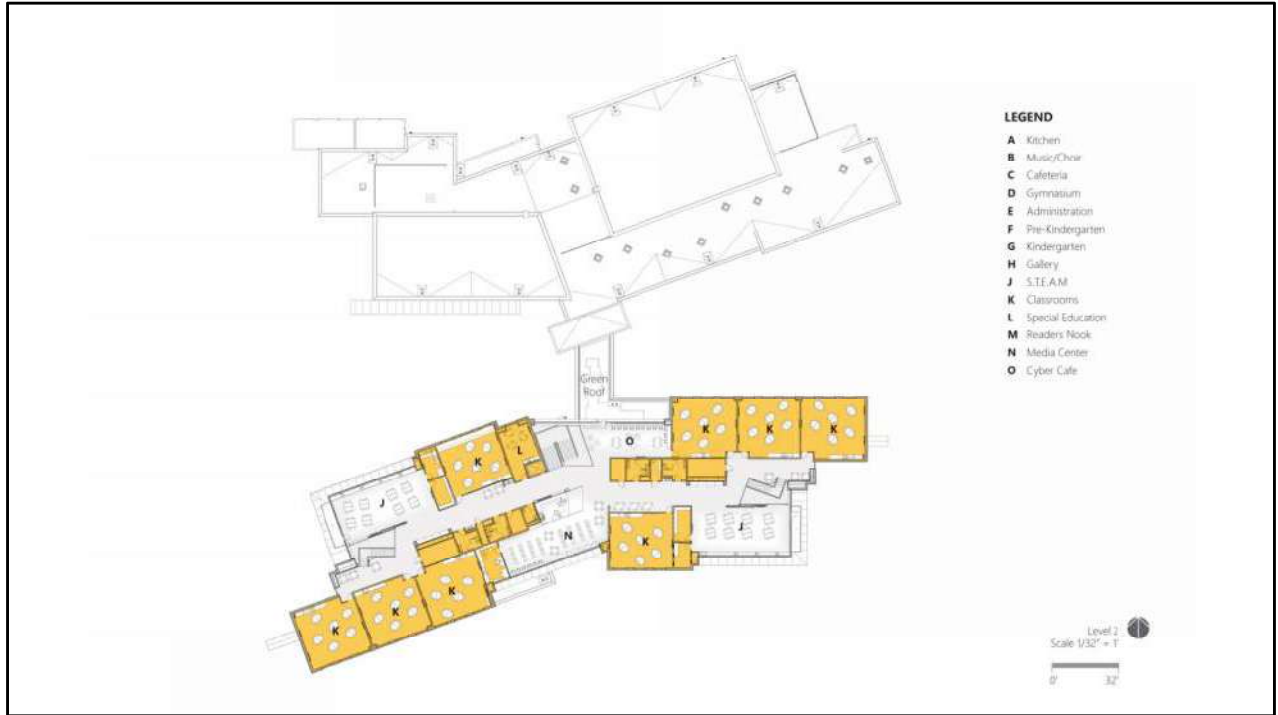 LEGEND
A Kitchen
B Music/Choir
C Cafeteria
D Gymnasium
E Administration
F Pre-Kindergarten
G Kindergarten
H Gallery
J S.T.E.A.M
K Classrooms
L Special Education
M Readers Nook
N Media Center
O Cyber Cafe
Green
Roof
K
K
K
O
L
K
J
J
N
K
K
K
K
Level 2
Scale 1/32" = 1'
0' 32'